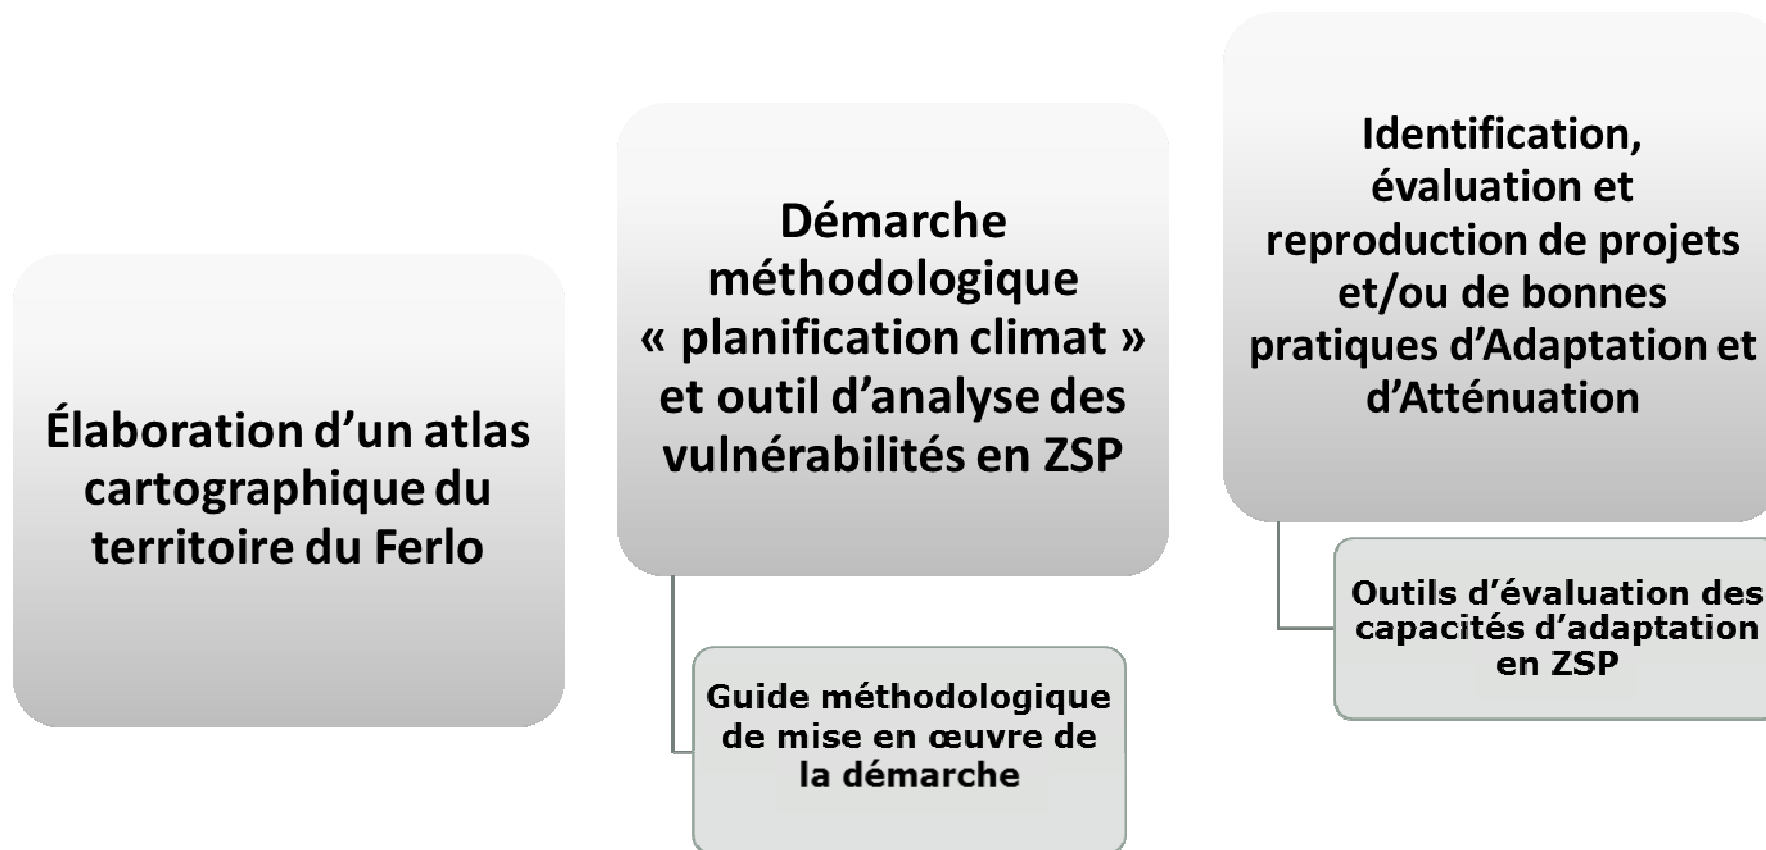 Élaboration d’un atlas
cartographique du
territoire du Ferlo
Démarche
méthodologique
« planification climat »
et outil d’analyse des
vulnérabilités en ZSP
Guide méthodologique
de mise en œuvre de
la démarche
Identification,
évaluation et
reproduction de projets
et/ou de bonnes
pratiques d’Adaptation et
d’Atténuation
Outils d’évaluation des
capacités d’adaptation
en ZSP